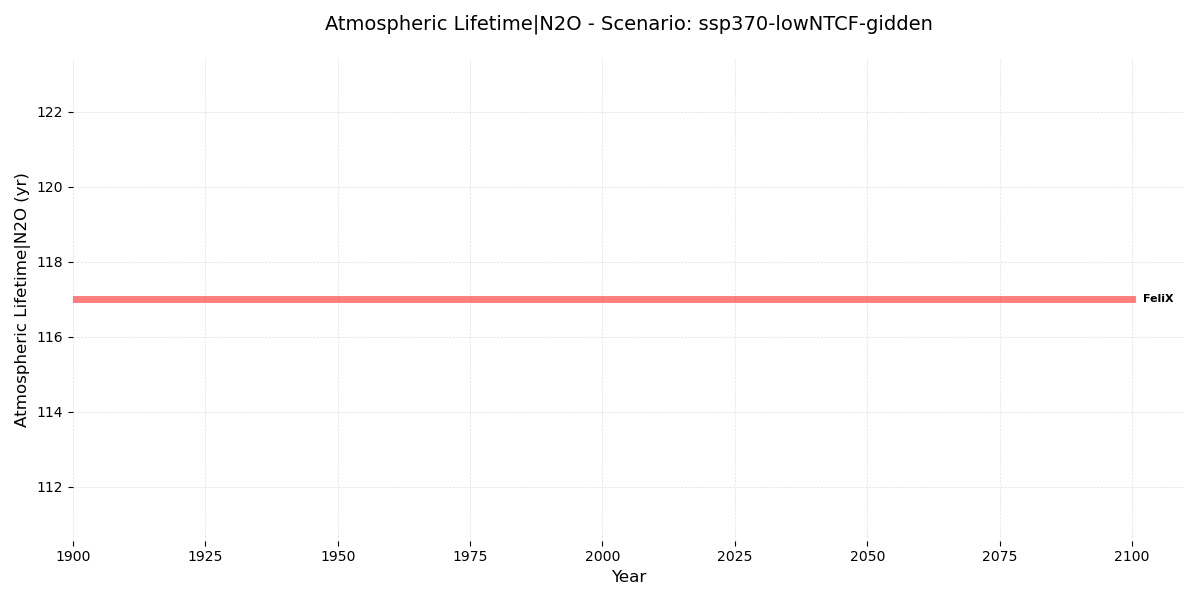 Atmospheric Lifetime|N2O - Scenario: ssp370-lowNTCF-gidden
Atmospheric Lifetime|N2O (yr)
122
120
118
116
114
112
FeliX
1900 1925 1950 1975 2000 2025 2050 2075 2100
Year